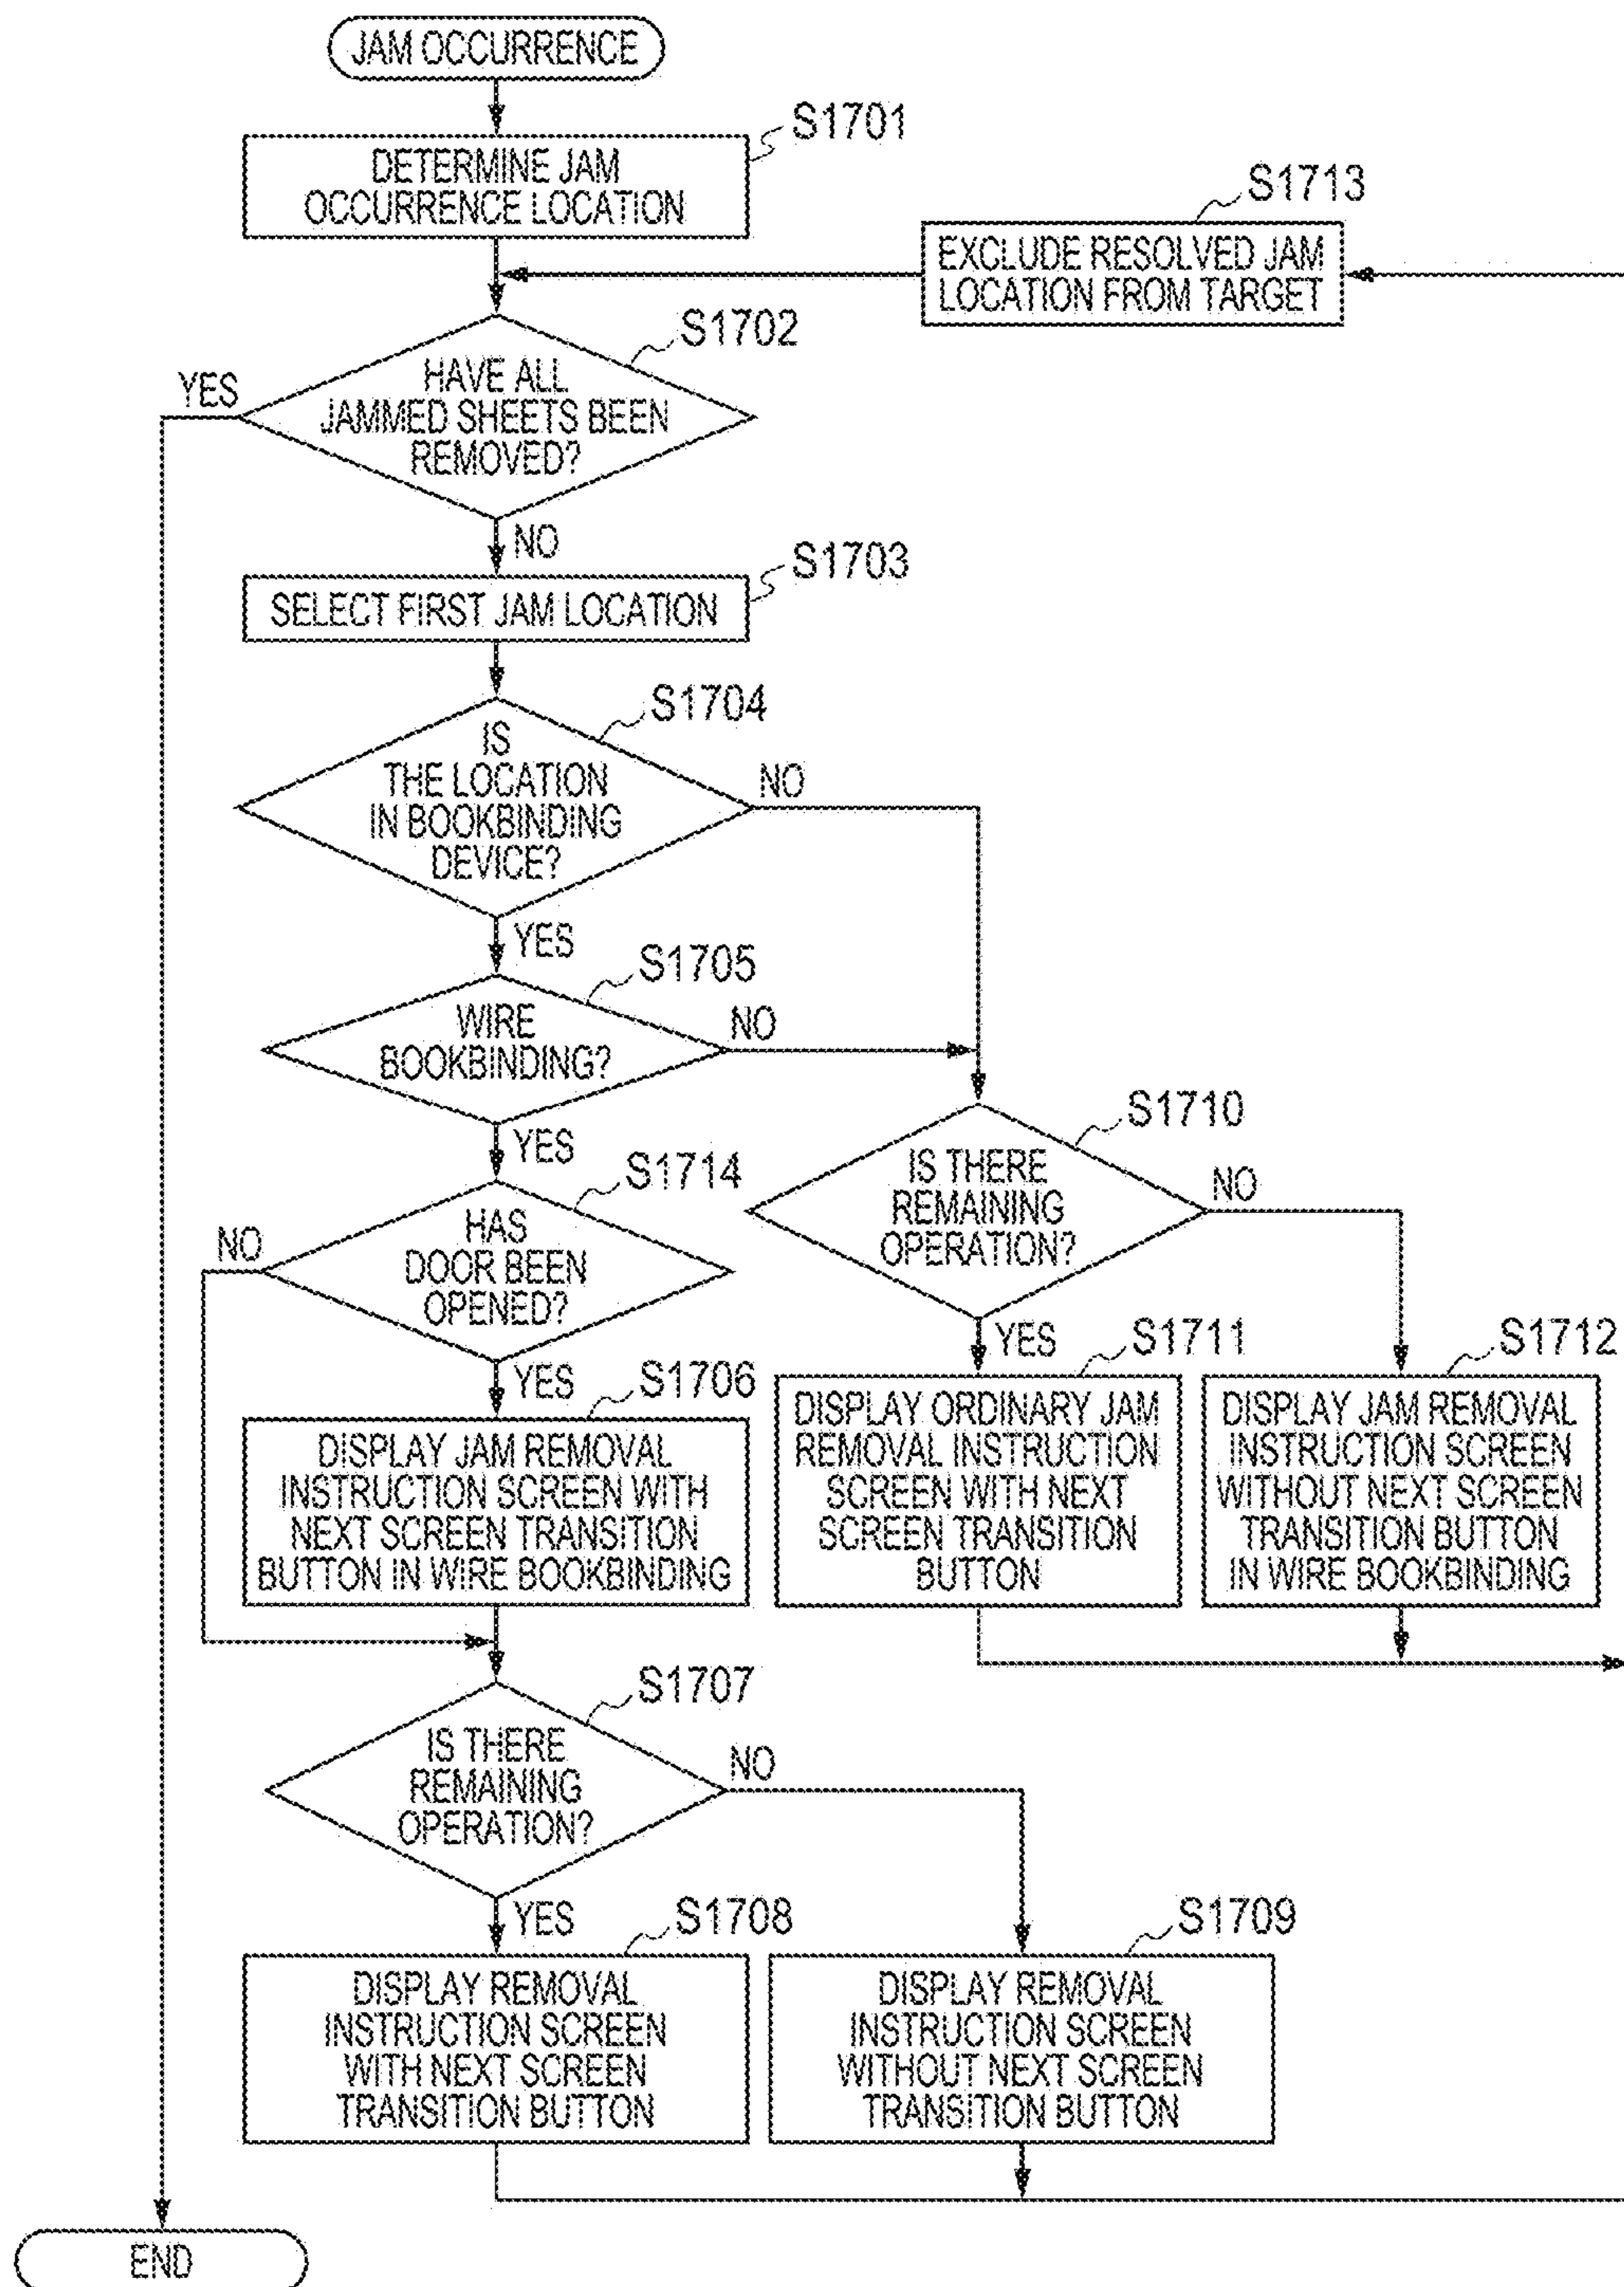 JAM OCCURRENCE
S1701
DETERMINE JAM
OCCURRENCE LOCATION
S1713
EXCLUDE RESOLVED JAM
LOCATION FROM TARGET
S1702
HAVE ALL
JAMMED SHEETS BEEN
REMOVED?
YES
NO
S1703
SELECT FIRST JAM LOCATION
S1704
IS
THE LOCATION
IN BOOKBINDING
DEVICE?
NO
YES
S1705
WIRE
BOOKBINDING?
NO
YES
S1710
IS THERE
REMAINING
OPERATION?
NO
YES
S1714
HAS
DOOR BEEN
OPENED?
NO
YES
S1706
DISPLAY JAM REMOVAL
INSTRUCTION SCREEN WITH
NEXT SCREEN TRANSITION
BUTTON IN WIRE BOOKBINDING
S1711
DISPLAY ORDINARY JAM
REMOVAL INSTRUCTION
SCREEN WITH NEXT
SCREEN TRANSITION
BUTTON
S1712
DISPLAY JAM REMOVAL
INSTRUCTION SCREEN
WITHOUT NEXT SCREEN
TRANSITION BUTTON
IN WIRE BOOKBINDING
S1707
IS THERE
REMAINING
OPERATION?
NO
YES
S1708
DISPLAY REMOVAL
INSTRUCTION SCREEN
WITH NEXT SCREEN
TRANSITION BUTTON
S1709
DISPLAY REMOVAL
INSTRUCTION SCREEN
WITHOUT NEXT SCREEN
TRANSITION BUTTON
END